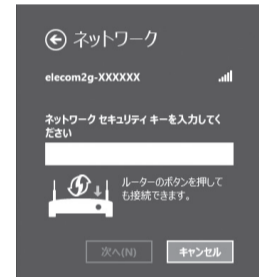 ネットワーク
elecom2g-XXXXXX
ネットワーク セキュリティ キーを入力してく
ださい
ルーターのボタンを押して
も接続できます。
次へ(N)
キャンセル